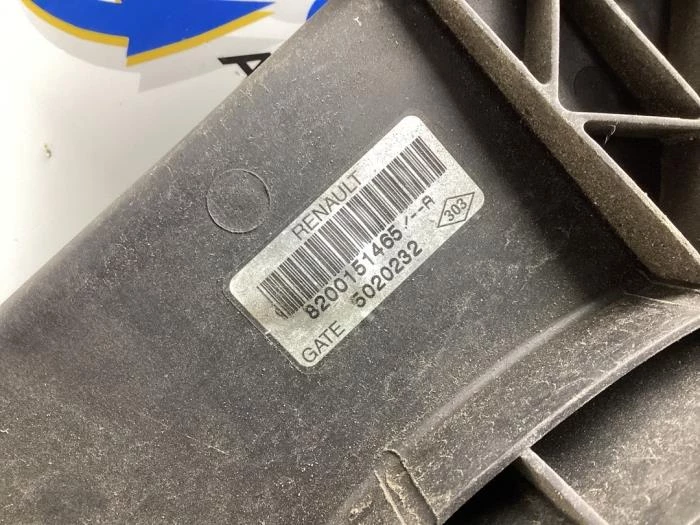 RENAULT
8200151465/--A
303
GATE 5020232